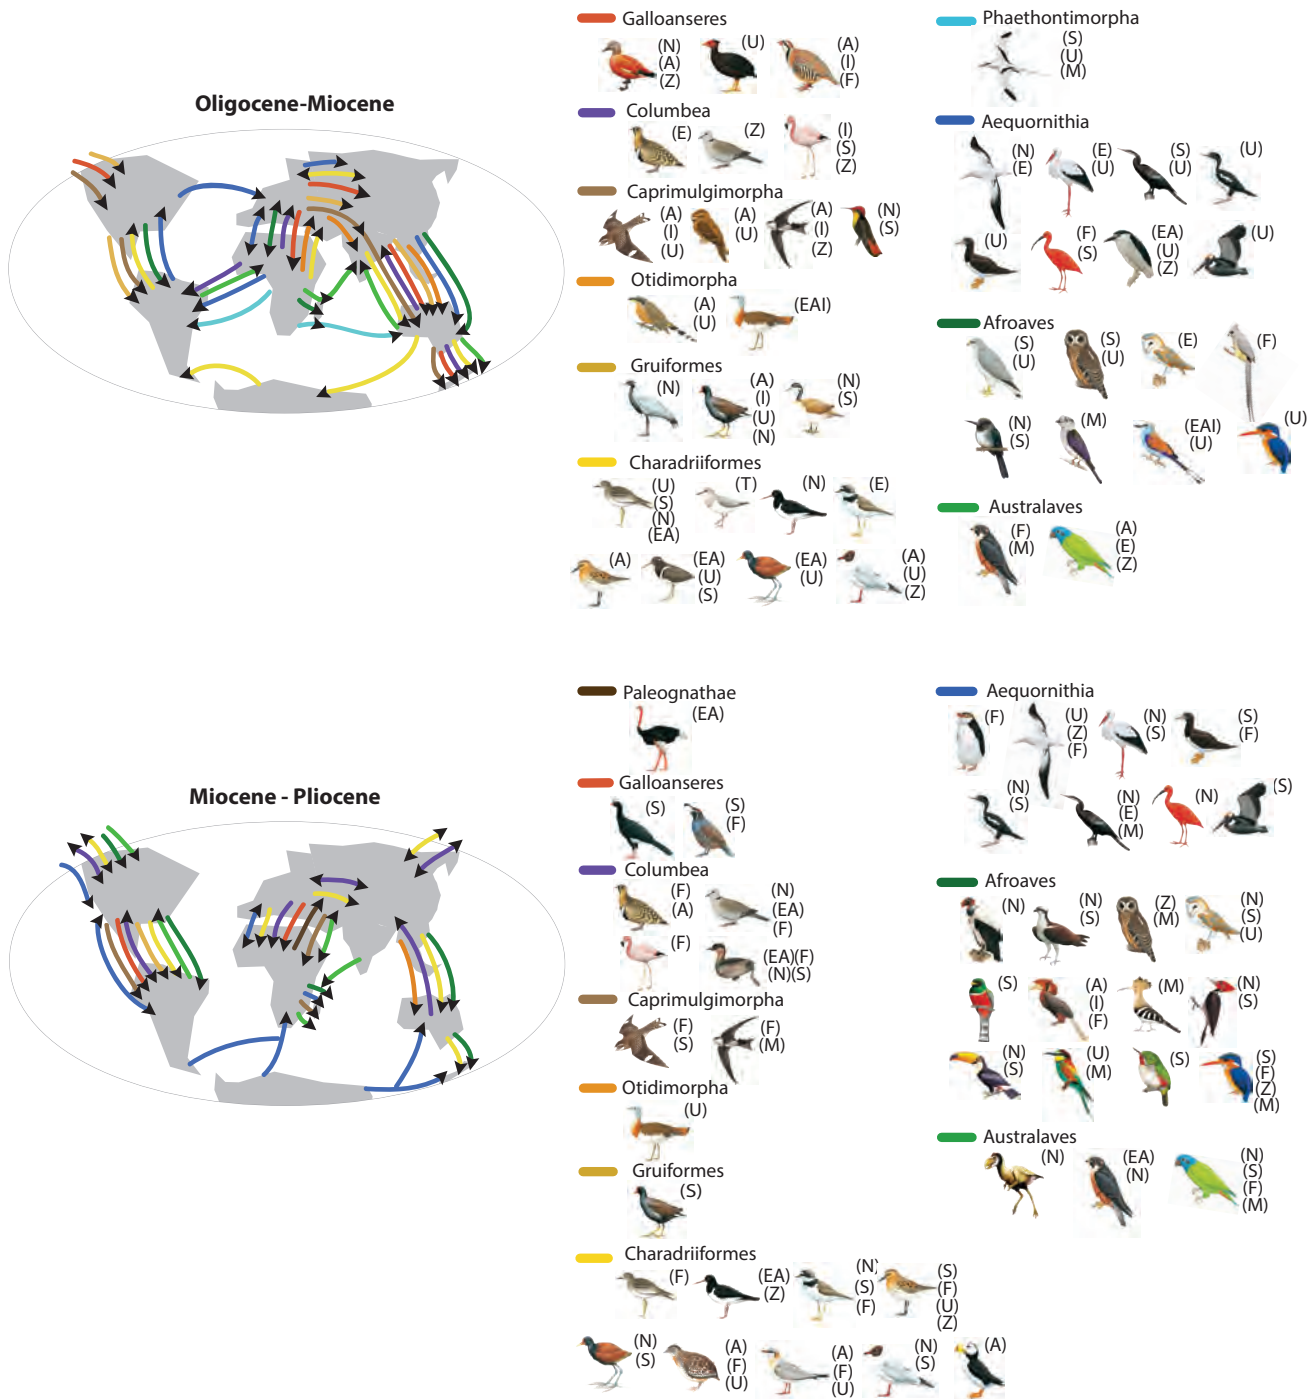 Oligocene-Miocene
Galloanseres
(N)
(A)
(Z)
(U)
(A)
(I)
(F)
Columbea
(E)
(Z)
(I)
(S)
(Z)
Caprimulgimorpha
(A)
(I)
(U)
(A)
(U)
(A)
(I)
(Z)
(N)
(S)
Otidimorpha
(A)
(U)
(EAI)
Gruiformes
(N)
(A)
(I)
(U)
(N)
(N)
(S)
Charadriiformes
(U)
(S)
(N)
(EA)
(T)
(N)
(E)
(A)
(EA)
(U)
(S)
(EA)
(U)
(A)
(U)
(Z)
Phaethontimorpha
(S)
(U)
(M)
Aequornithia
(N)
(E)
(E)
(U)
(S)
(U)
(U)
(U)
(F)
(S)
(EA)
(U)
(Z)
(U)
Afroaves
(S)
(U)
(S)
(U)
(E)
(F)
(N)
(S)
(M)
(EAI)
(U)
(U)
Australaves
(F)
(M)
(A)
(E)
(Z)
Miocene - Pliocene
Paleognathae
(EA)
Galloanseres
(S)
(S)
(F)
Columbea
(F)
(A)
(N)
(EA)
(F)
(F)
(EA)(F)
(N)(S)
Caprimulgimorpha
(F)
(S)
(F)
(M)
Otidimorpha
(U)
Gruiformes
(S)
Charadriiformes
(F)
(EA)
(Z)
(N)
(S)
(F)
(S)
(F)
(U)
(Z)
(N)
(S)
(A)
(F)
(U)
(A)
(F)
(U)
(N)
(S)
(A)
Aequornithia
(F)
(U)
(Z)
(F)
(N)
(S)
(S)
(F)
(N)
(S)
(N)
(E)
(M)
(N)
(S)
Afroaves
(N)
(N)
(S)
(Z)
(M)
(N)
(S)
(U)
(S)
(A)
(I)
(F)
(M)
(N)
(S)
(N)
(S)
(U)
(M)
(S)
(S)
(F)
(Z)
(M)
Australaves
(N)
(EA)
(N)
(N)
(S)
(F)
(M)